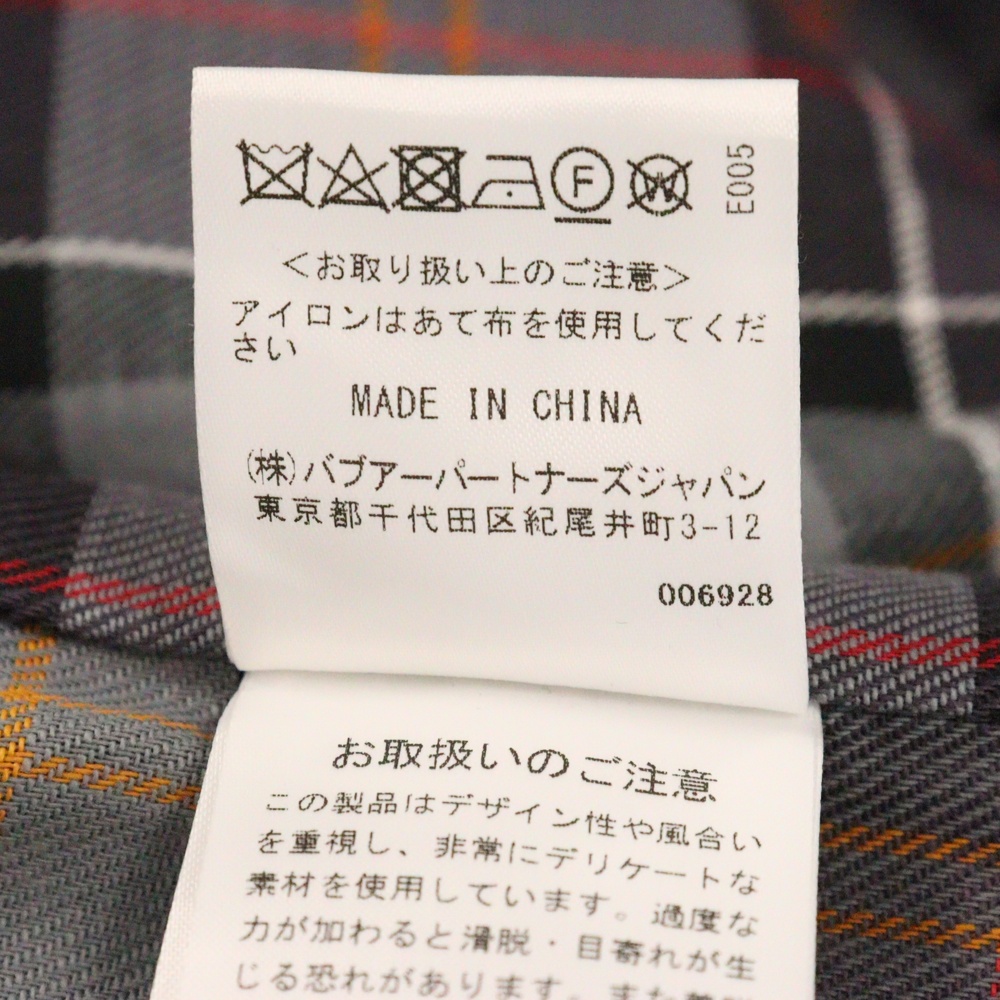 F W
E005
＜お取り扱い上のご注意＞
アイロンはあて布を使用してくだ
さい
MADE IN CHINA
(株)バブアーパートナーズジャパン
東京都千代田区紀尾井町3-12
006928
お取扱いのご注意
この製品はデザイン性や風合い
を重視し、非常にデリケートな
素材を使用しています。過度な
力が加わると滑脱・目寄れが生
じる恐れがあります。また着